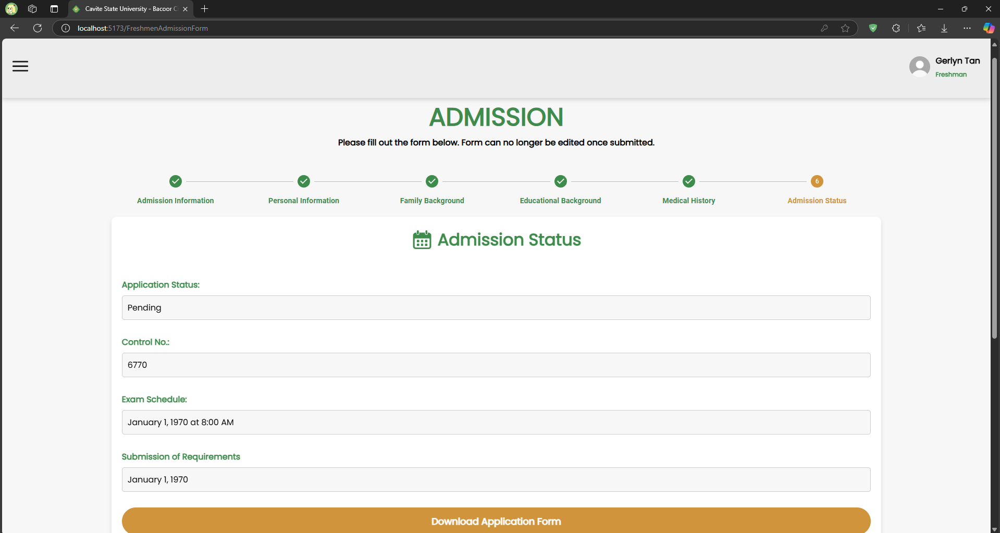 Cavite State University - Bacoor C
localhost:5173/FreshmenAdmissionForm
Gerlyn Tan
Freshman
ADMISSION
Please fill out the form below. Form can no longer be edited once submitted.
6
Admission Information
Personal Information
Family Background
Educational Background
Medical History
Admission Status
Admission Status
Application Status:
Pending
Control No.:
6770
Exam Schedule:
January 1, 1970 at 8:00 AM
Submission of Requirements
January 1, 1970
Download Application Form